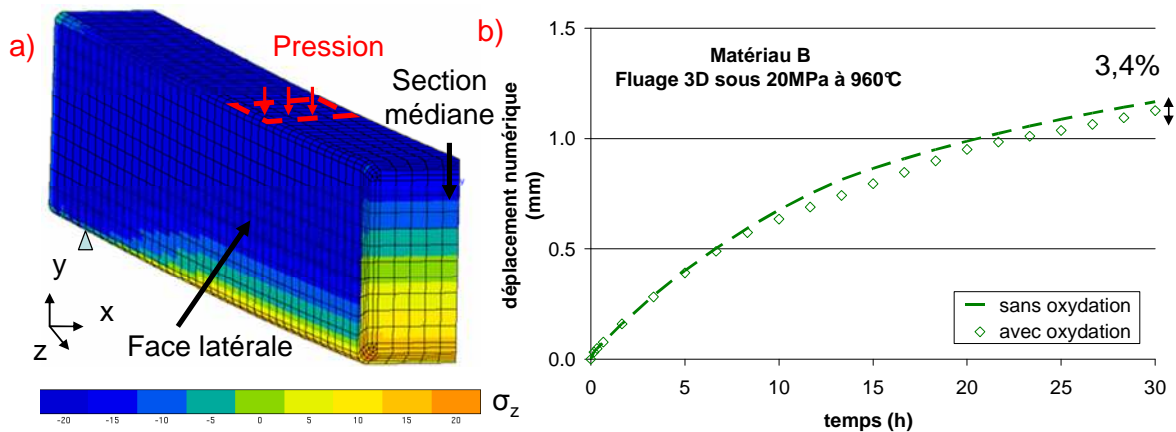 a)
Pression
Section
médiane
y
x
z
Face latérale
-20 -15 -10 -5 0 5 10 15 20
σz
b)
Matériau B
Fluage 3D sous 20MPa à 960°C
3,4%
déplacement numérique
(mm)
1.5
1.0
0.5
0.0
0 5 10 15 20 25 30
temps (h)
sans oxydation
avec oxydation